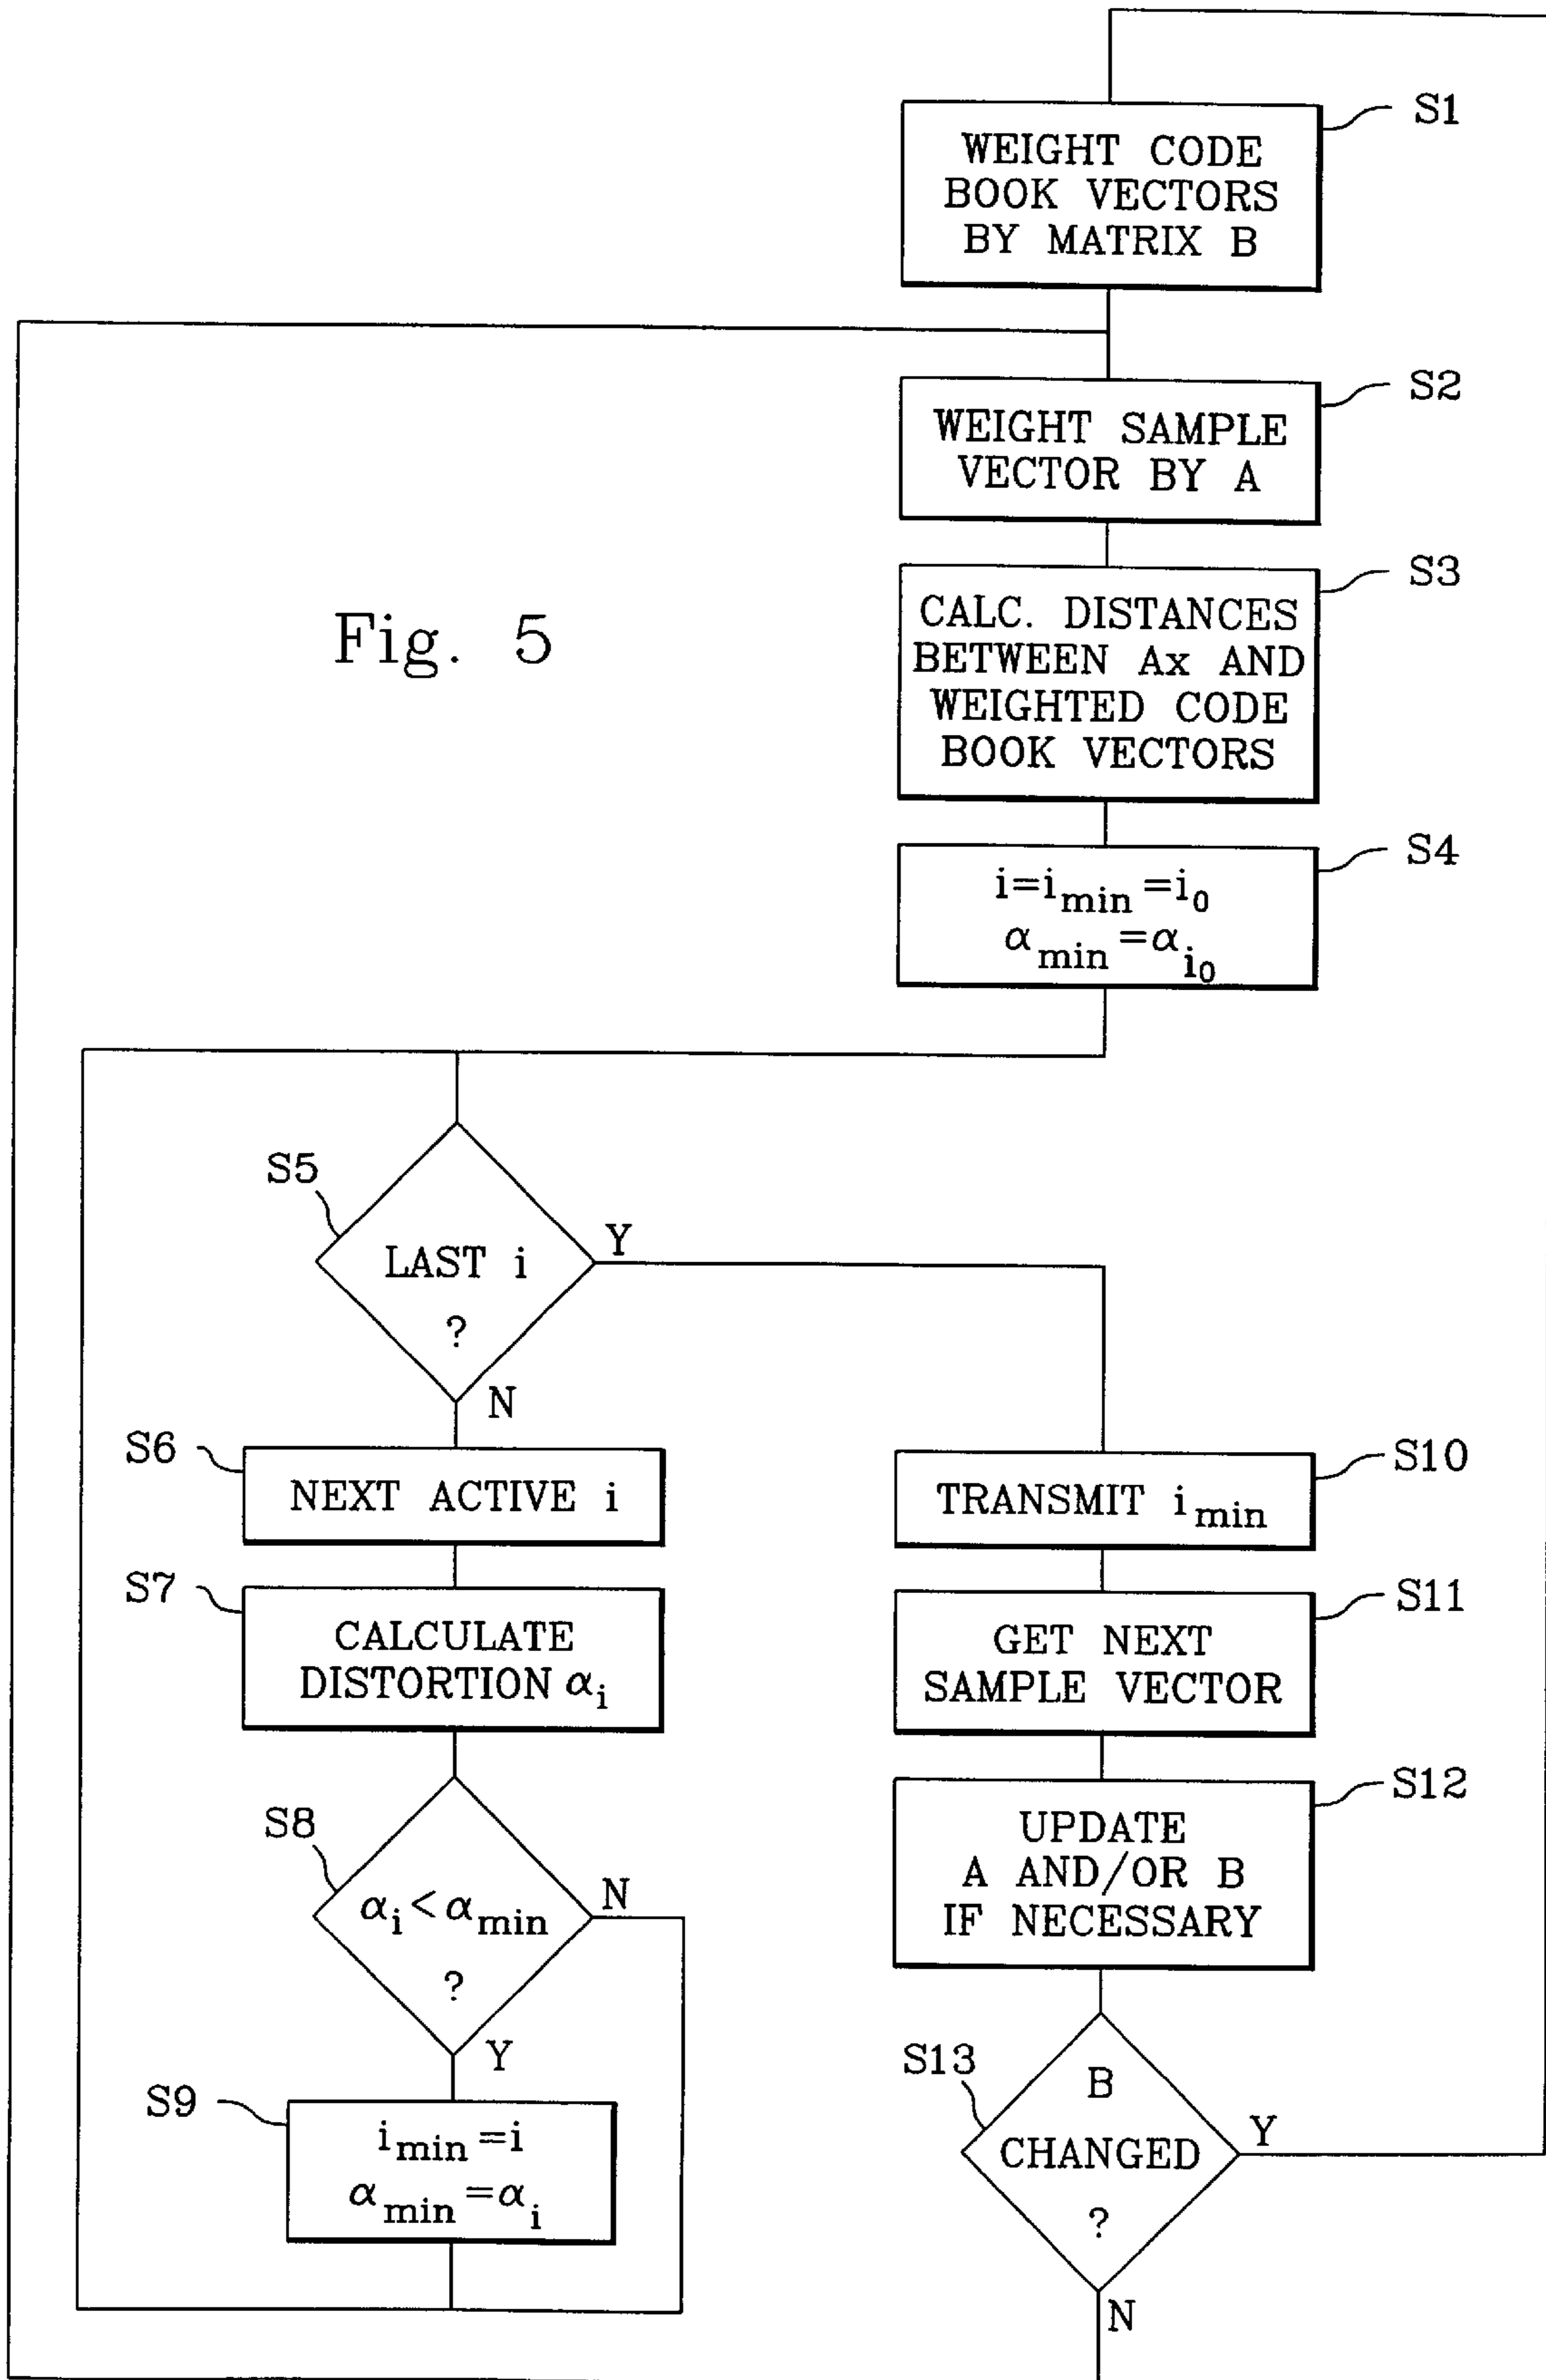 S1
WEIGHT CODE
BOOK VECTORS
BY MATRIX B
S2
WEIGHT SAMPLE
VECTOR BY A
S3
CALC. DISTANCES
BETWEEN Ax AND
WEIGHTED CODE
BOOK VECTORS
Fig. 5
S4
i=i_min=i_0
α_min=α_i_0
S5
LAST i
?
Y
N
S6
NEXT ACTIVE i
S7
CALCULATE
DISTORTION α_i
S8
α_i<α_min
?
N
Y
S9
i_min=i
α_min=α_i
S10
TRANSMIT i_min
S11
GET NEXT
SAMPLE VECTOR
S12
UPDATE
A AND/OR B
IF NECESSARY
S13
B
CHANGED
?
Y
N